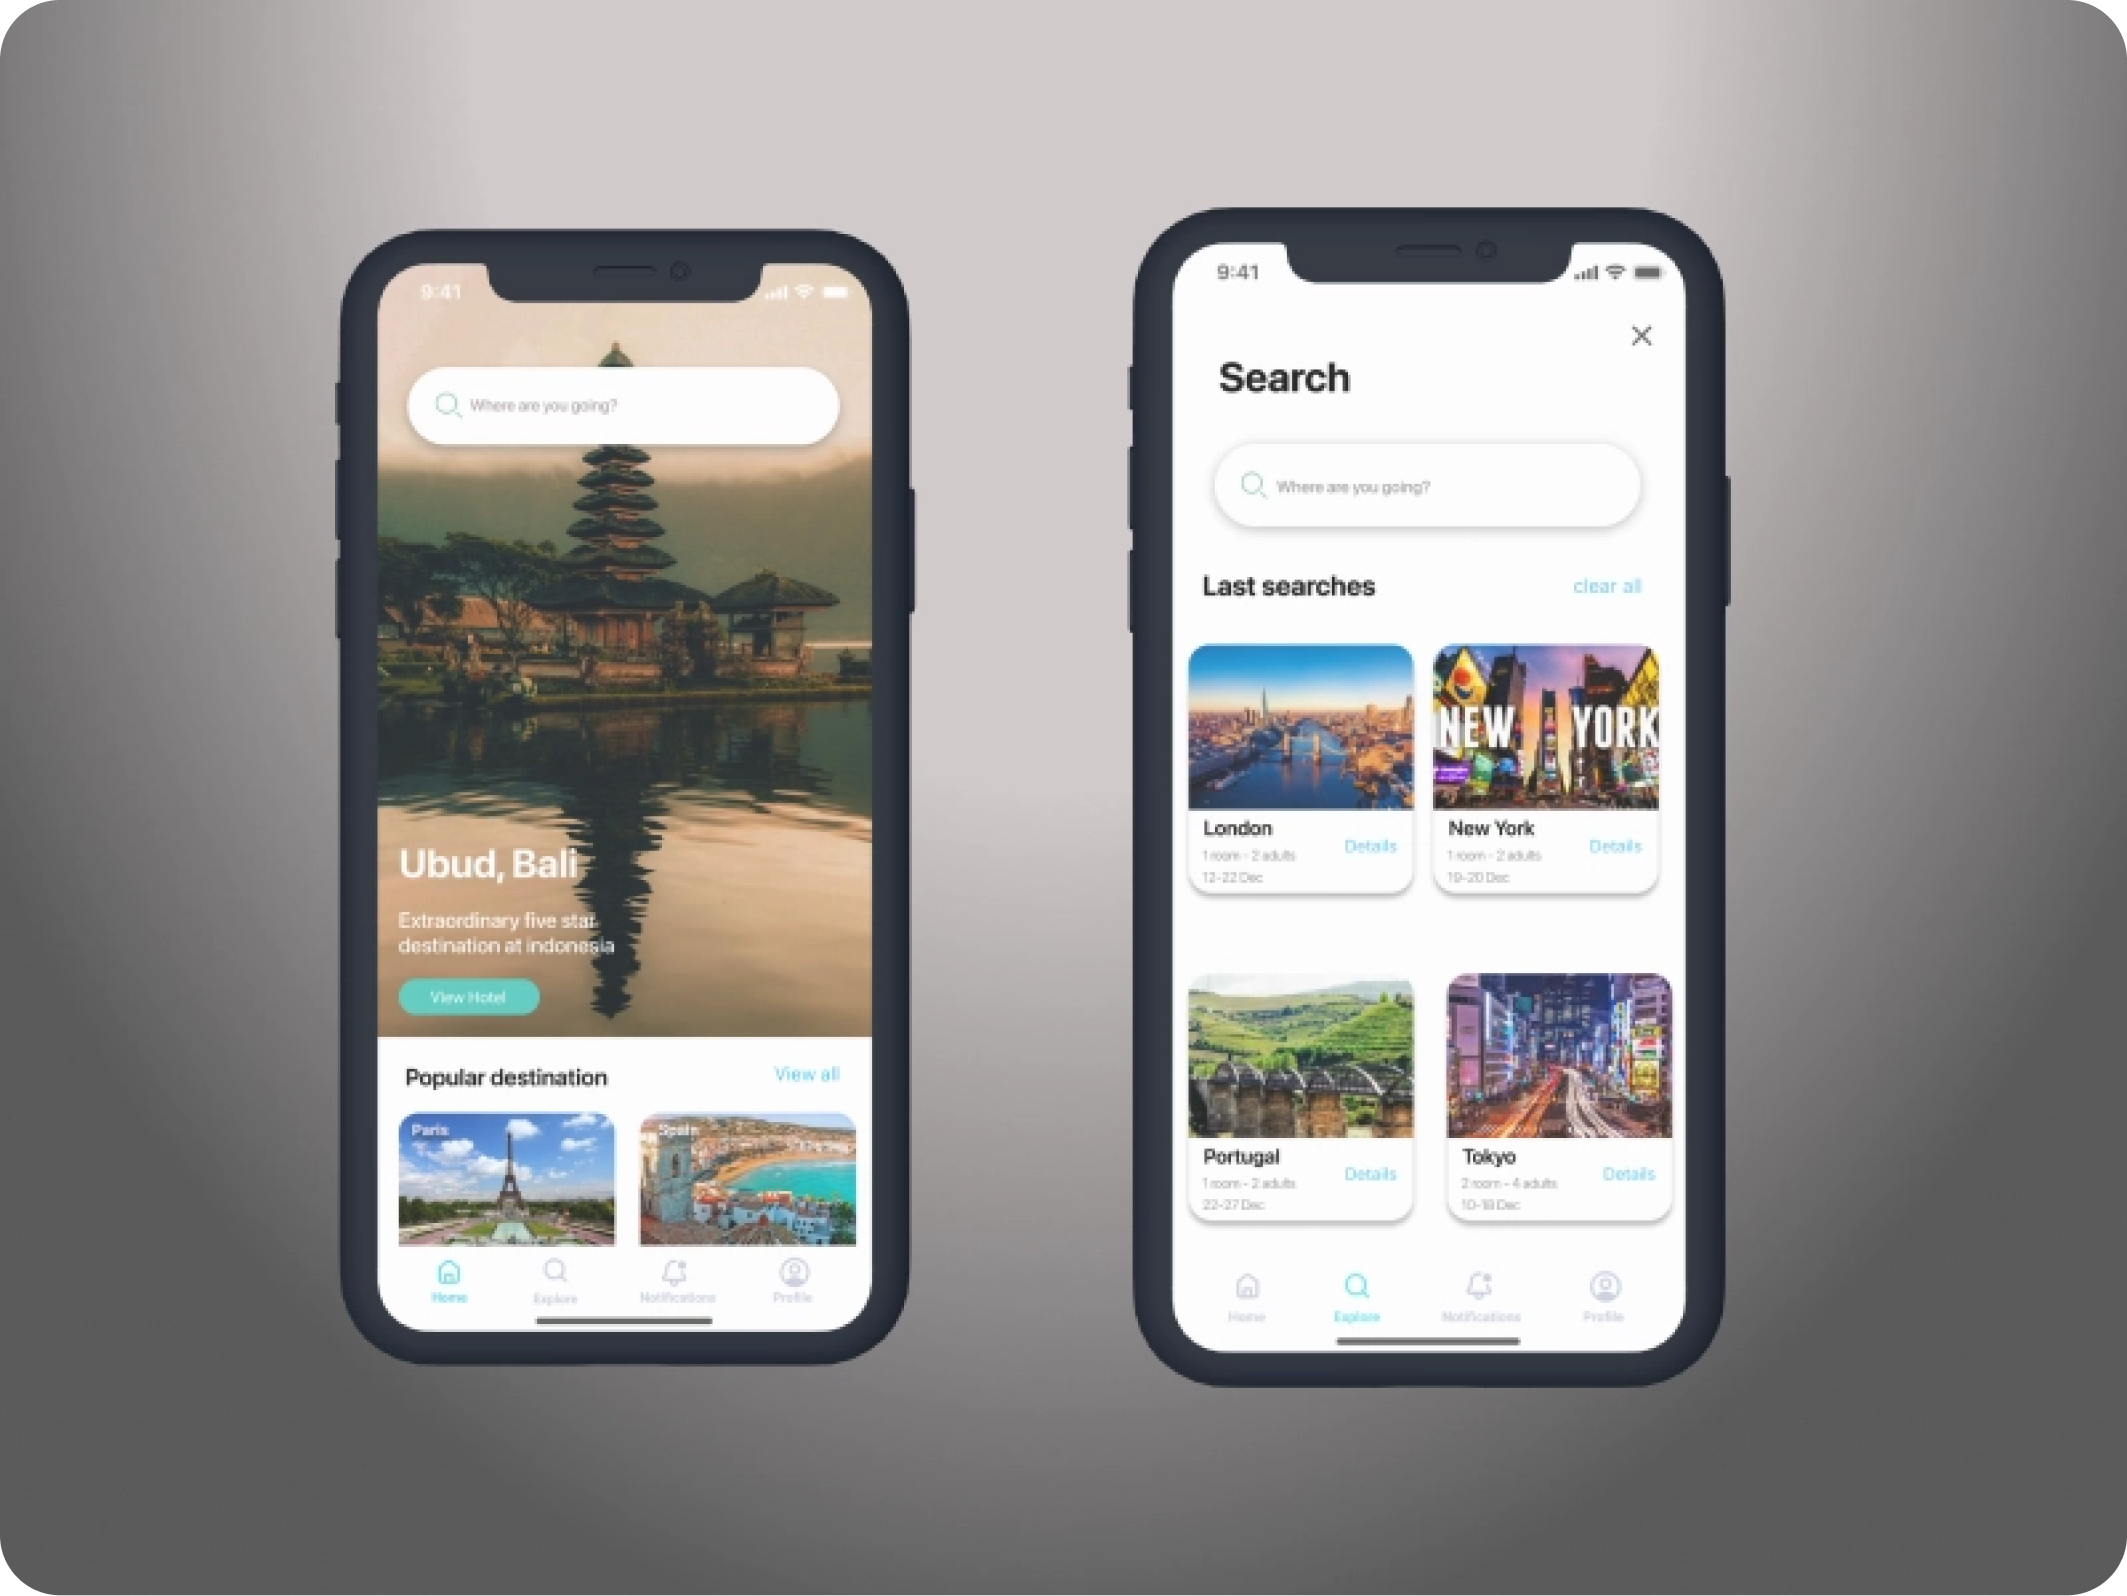 9:41
Where are you going?
Ubud, Bali
Extraordinary five star
destination at indonesia
View Hotel
Popular destination
View all
Paris
Spain
Home
Explore
Notifications
Profile
9:41
Search
Where are you going?
Last searches
clear all
NEW YORK
London
Details
1 room - 2 adults
12-22 Dec
New York
Details
1 room - 2 adults
19-20 Dec
Portugal
Details
1 room - 2 adults
22-27 Dec
Tokyo
Details
2 room - 4 adults
10-18 Dec
Home
Explore
Notifications
Profile